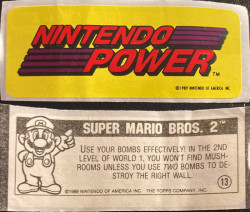 NINTENDO
POWER™
©1989 NINTENDO OF AMERICA INC.
SUPER MARIO BROS. 2™
USE YOUR BOMBS EFFECTIVELY! IN THE 2ND
LEVEL OF WORLD 1, YOU WON'T FIND MUSH-
ROOMS UNLESS YOU USE TWO BOMBS TO DE-
STROY THE RIGHT WALL.
13
©1989 NINTENDO OF AMERICA INC. THE TOPPS COMPANY, INC.